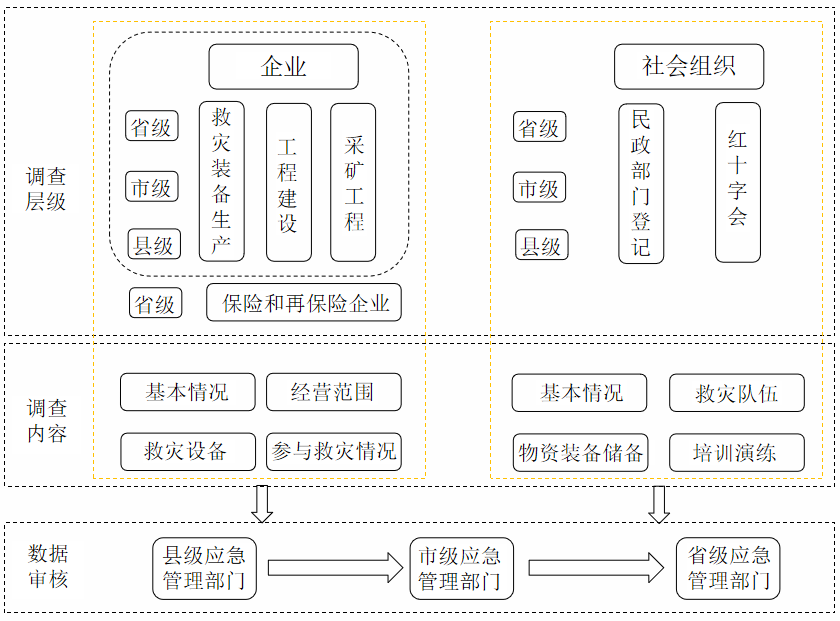 调查
层级
企业
省级
市级
县级
救灾装备生产
工程建设
采矿工程
省级
保险和再保险企业
社会组织
省级
市级
县级
民政部门登记
红十字会
调查
内容
基本情况
经营范围
救灾设备
参与救灾情况
基本情况
救灾队伍
物资装备储备
培训演练
数据
审核
县级应急
管理部门
市级应急
管理部门
省级应急
管理部门